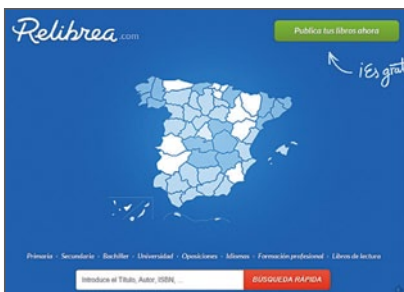 Relibrea.com
Publica tus libros ahora
¡Es grat
Primaria - Secundaria - Bachiller - Universidad - Oposiciones - Idiomas - Formación profesional - Libros de lectura
Introduce el Título, Autor, ISBN, ...
BÚSQUEDA RÁPIDA